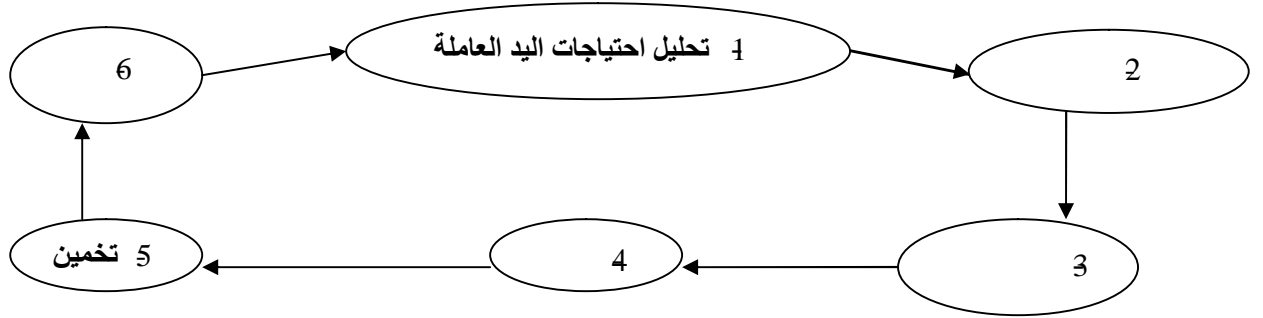 1- تحليل احتياجات اليد العاملة
2-
3-
4-
5- تخمين
6-